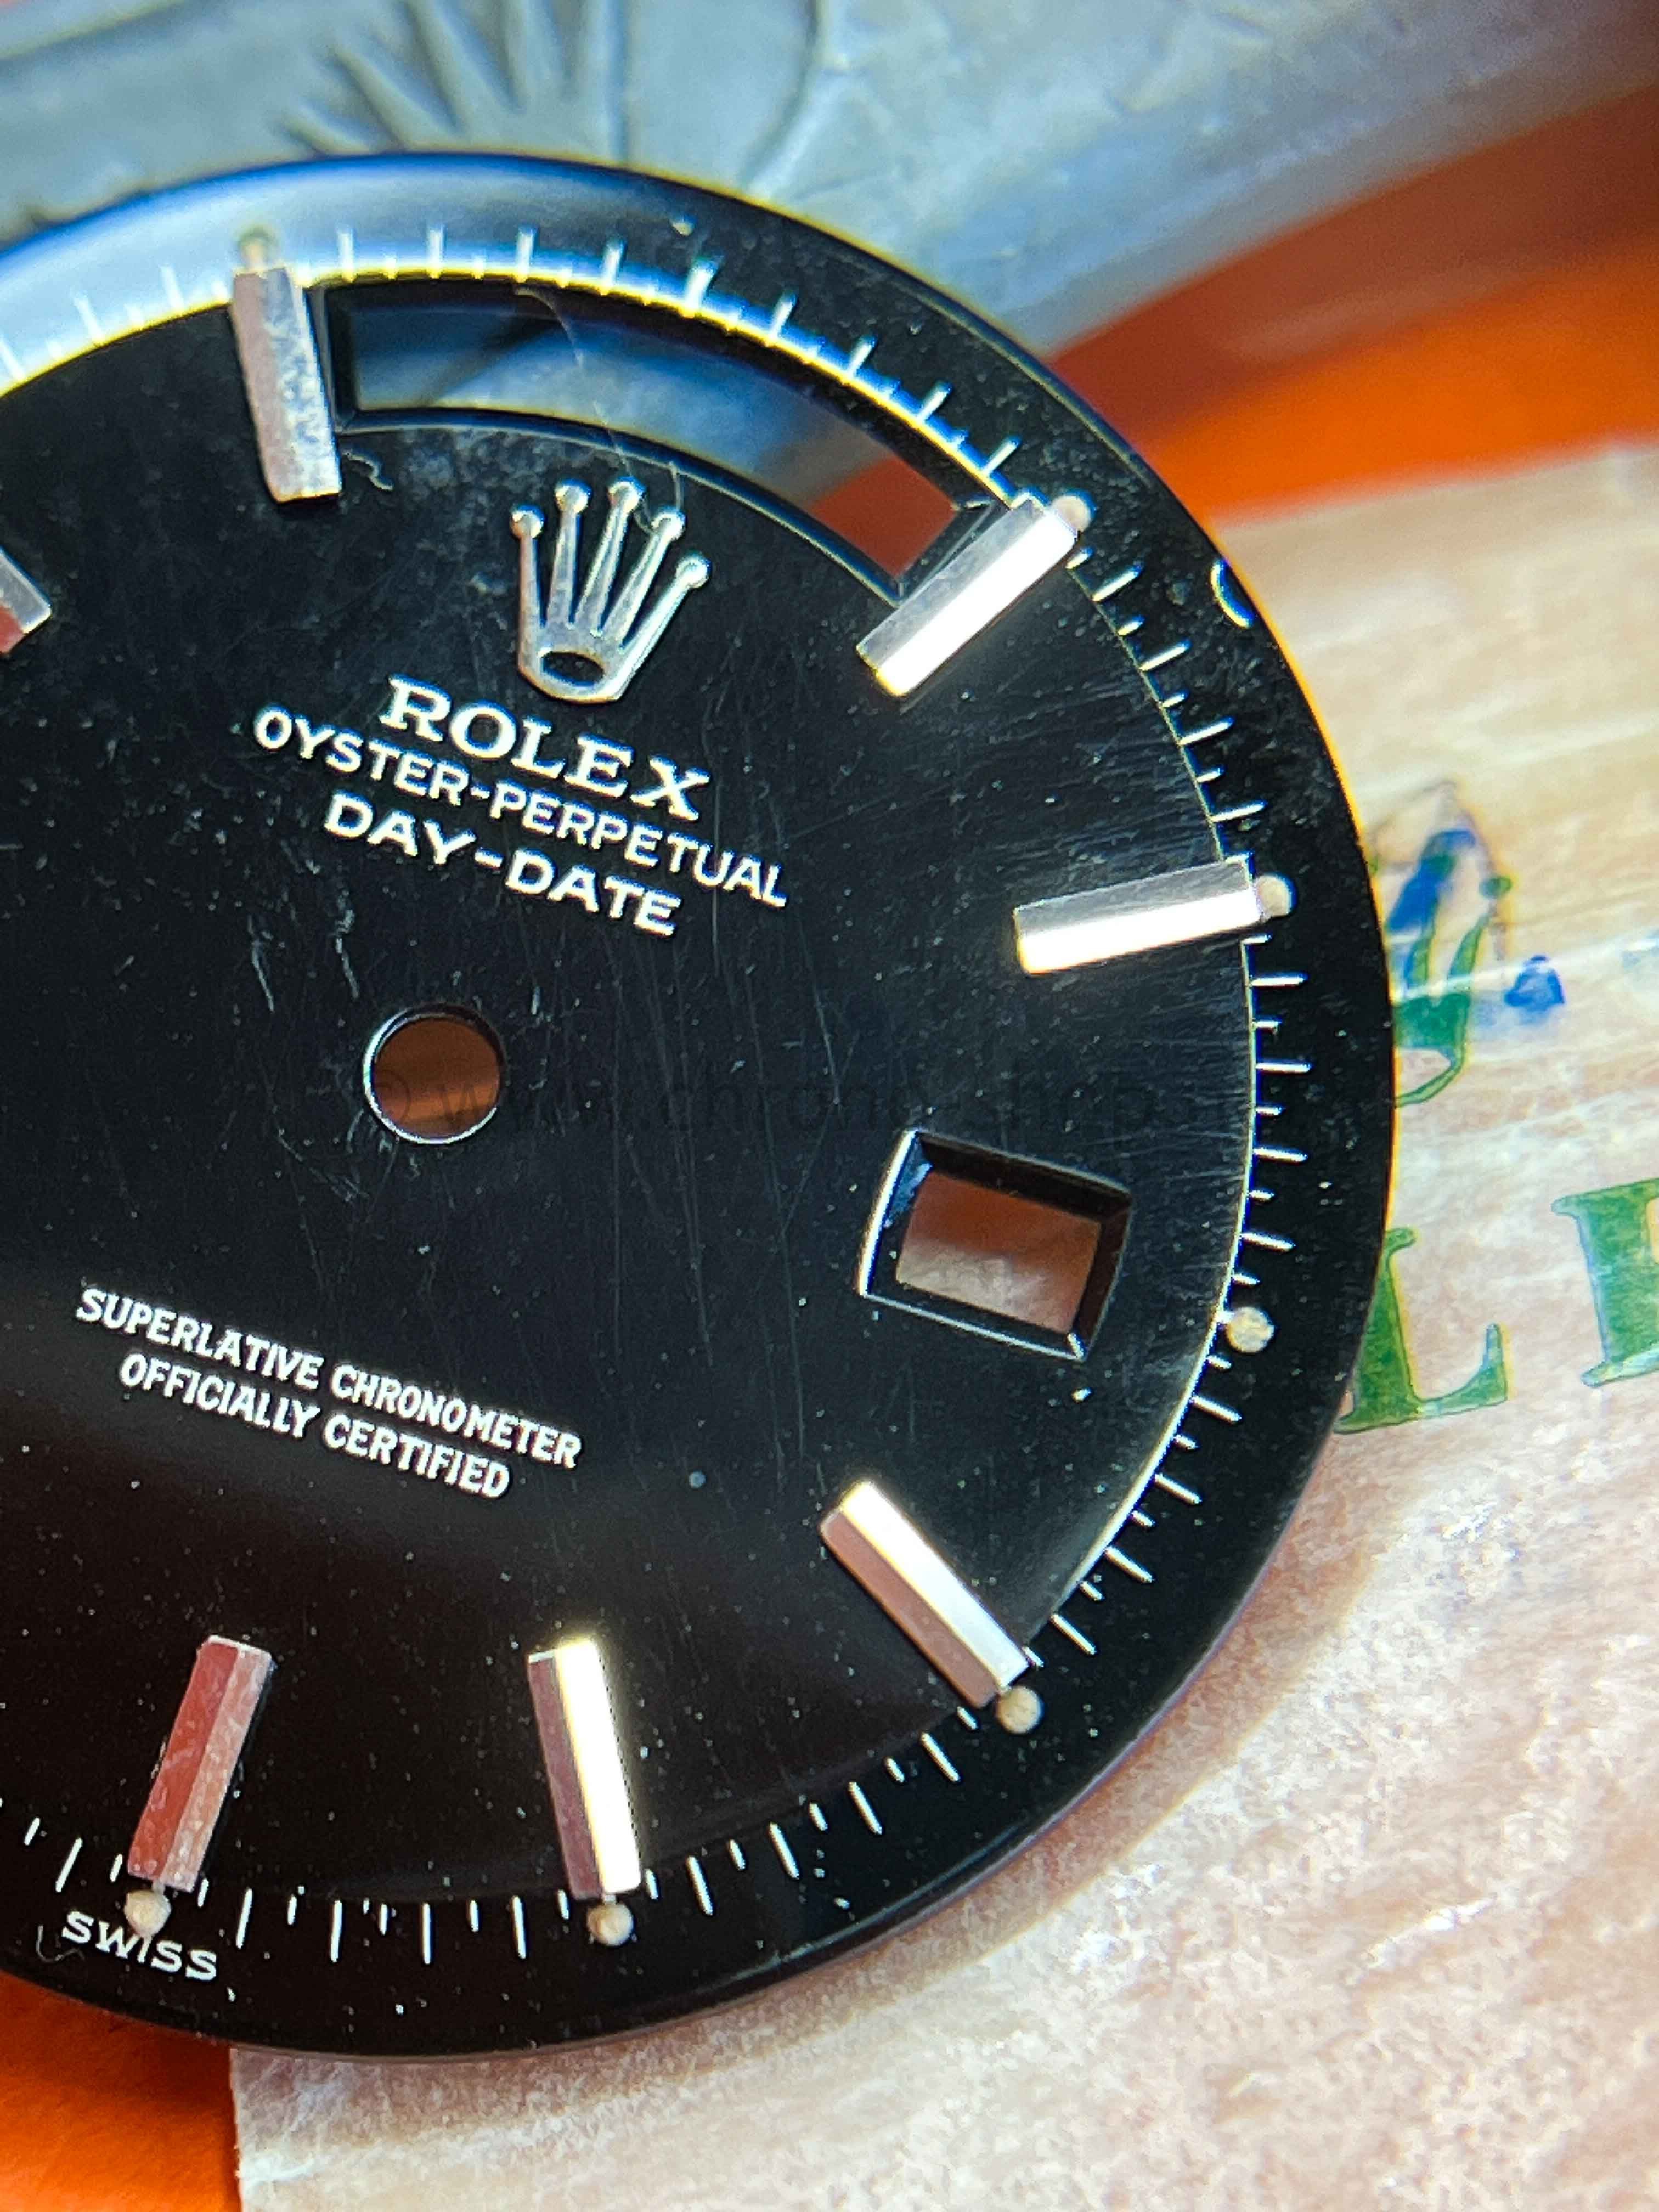 ROLEX
OYSTER-PERPETUAL
DAY-DATE
SUPERLATIVE CHRONOMETER
OFFICIALLY CERTIFIED
SWISS